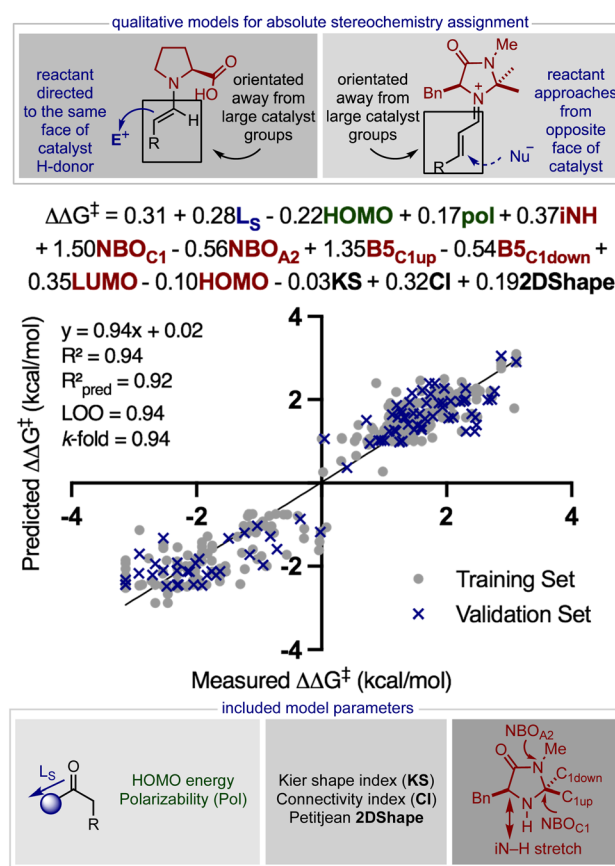 qualitative models for absolute stereochemistry assignment
reactant
directed
to the same
face of
catalyst
H-donor
N
O
HO
H
E+
R
orientated
away from
large catalyst
groups
orientated
away from
large catalyst
groups
O
Me
N
Bn
N
+
R
Nu−
reactant
approaches
from
opposite
face of
catalyst
ΔΔG‡ = 0.31 + 0.28LS - 0.22HOMO + 0.17pol + 0.37iNH
+ 1.50NBOC1 - 0.56NBOA2 + 1.35B5C1up - 0.54B5C1down +
0.35LUMO - 0.10HOMO - 0.03KS + 0.32CI + 0.192DShape
y = 0.94x + 0.02
R² = 0.94
R²pred = 0.92
LOO = 0.94
k-fold = 0.94
4
2
-4
-2
2
4
-2
-4
Predicted ΔΔG‡ (kcal/mol)
Training Set
Validation Set
Measured ΔΔG‡ (kcal/mol)
included model parameters
LS
O
R
HOMO energy
Polarizability (Pol)
Kier shape index (KS)
Connectivity index (CI)
Petitjean 2DShape
NBOA2
O
Me
N
C1down
C1up
Bn
N
H
NBOC1
iN–H stretch